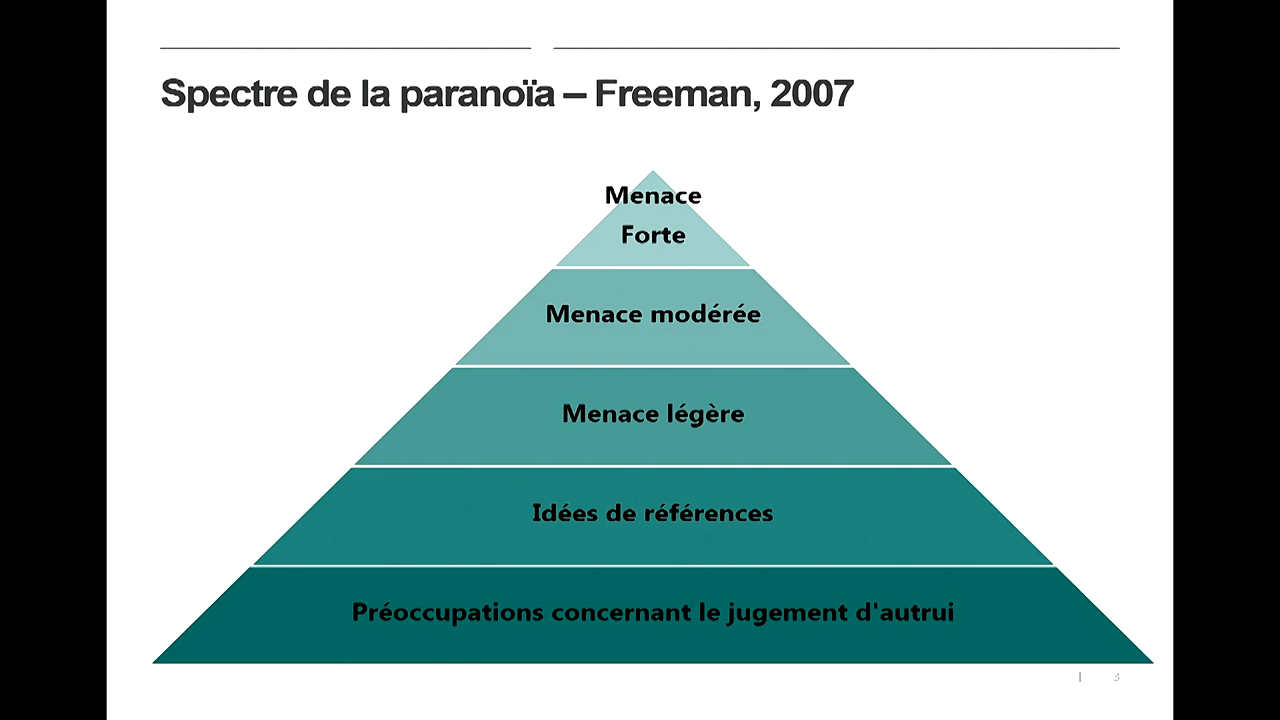 Spectre de la paranoïa – Freeman, 2007
Menace
Forte
Menace modérée
Menace légère
Idées de références
Préoccupations concernant le jugement d'autrui
| 3